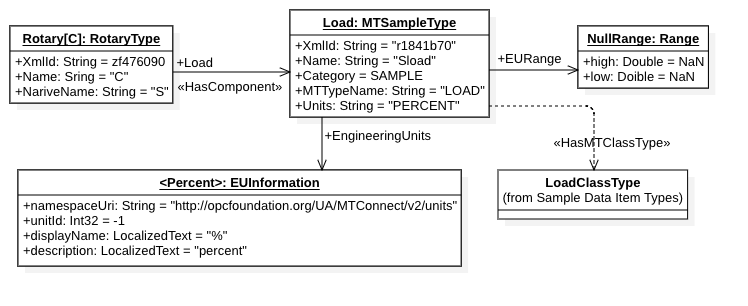 Rotary[C]: RotaryType
+XmlId: String = zf476090
+Name: Sring = "C"
+NariveName: String = "S"
+Load
«HasComponent»
Load: MTSampleType
+XmlId: String = "r1841b70"
+Name: String = "Sload"
+Category = SAMPLE
+MTTypeName: String = "LOAD"
+Units: String = "PERCENT"
+EURange
NullRange: Range
+high: Double = NaN
+low: Doible = NaN
+EngineeringUnits
«HasMTClassType»
<Percent>: EUInformation
+namespaceUri: String = "http://opcfoundation.org/UA/MTConnect/v2/units"
+unitId: Int32 = -1
+displayName: LocalizedText = "%"
+description: LocalizedText = "percent"
LoadClassType
(from Sample Data Item Types)